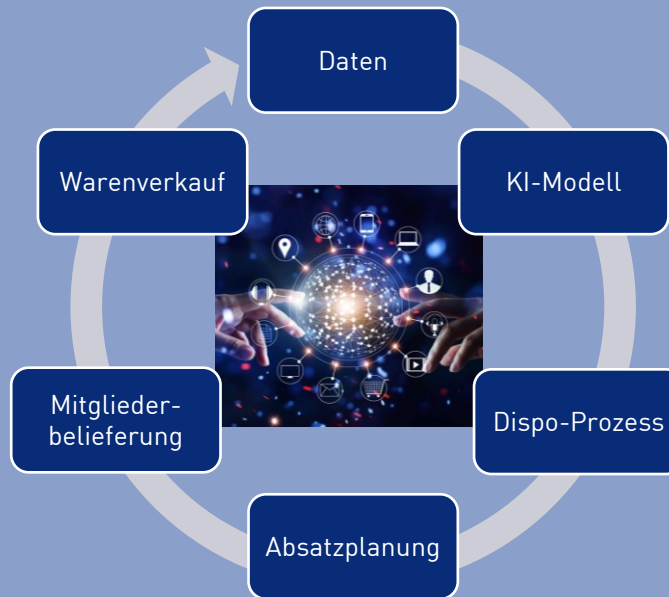 Daten
KI-Modell
Dispo-Prozess
Absatzplanung
Mitglieder-
belieferung
Warenverkauf